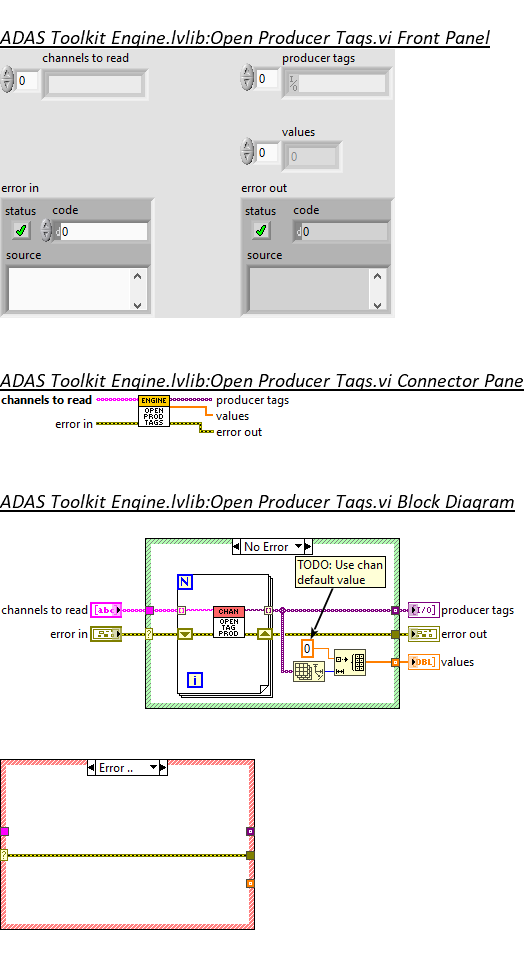 ADAS Toolkit Engine.lvlib:Open Producer Tags.vi Front Panel
channels to read
producer tags
0
0
I/O
values
0
0
error in
error out
status
code
status
code
d0
d0
source
source
ADAS Toolkit Engine.lvlib:Open Producer Tags.vi Connector Pane
channels to read
ENGINE
producer tags
OPEN
PROD
TAGS
values
error in
error out
ADAS Toolkit Engine.lvlib:Open Producer Tags.vi Block Diagram
No Error
TODO: Use chan
default value
N
channels to read
abc
CHAN
OPEN
TAG
PROD
I/O
producer tags
error in
?
error out
0
DBL
values
i
Error ..
?